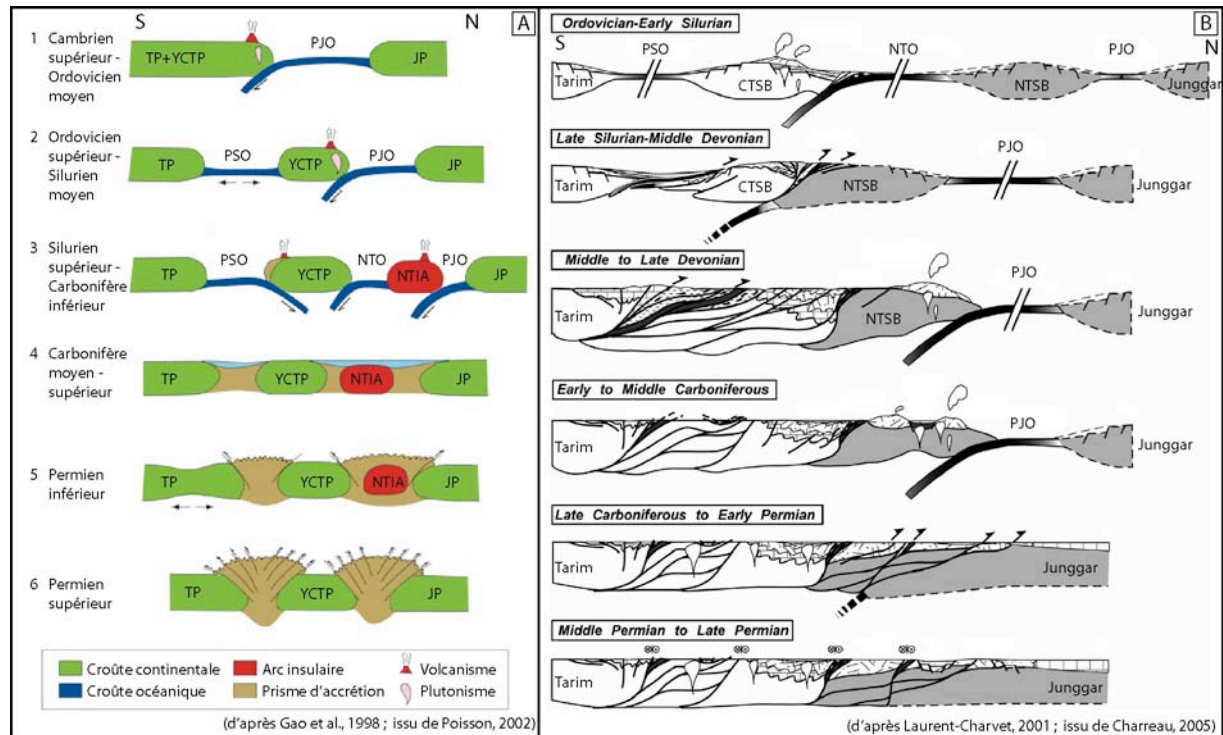 S
N
A
1 Cambrien
supérieur -
Ordovicien
moyen
TP+YCTP
PJO
JP
2 Ordovicien
supérieur -
Silurien
moyen
TP
PSO
YCTP
PJO
JP
3 Silurien
supérieur -
Carbonifère
inférieur
TP
PSO
YCTP
NTO
NTIA
PJO
JP
4 Carbonifère
moyen -
supérieur
TP
YCTP
NTIA
JP
5 Permien
inférieur
TP
YCTP
NTIA
JP
6 Permien
supérieur
TP
YCTP
JP
Croûte continentale
Arc insulaire
Volcanisme
Croûte océanique
Prisme d'accrétion
Plutonisme
(d'après Gao et al., 1998 ; issu de Poisson, 2002)
B
Ordovician-Early Silurian
S
N
PSO
NTO
PJO
Tarim
CTSB
NTSB
Junggar
Late Silurian-Middle Devonian
PJO
Tarim
CTSB
NTSB
Junggar
Middle to Late Devonian
PJO
Tarim
NTSB
Junggar
Early to Middle Carboniferous
PJO
Tarim
Junggar
Late Carboniferous to Early Permian
Tarim
Junggar
Middle Permian to Late Permian
Tarim
Junggar
(d'après Laurent-Charvet, 2001 ; issu de Charreau, 2005)